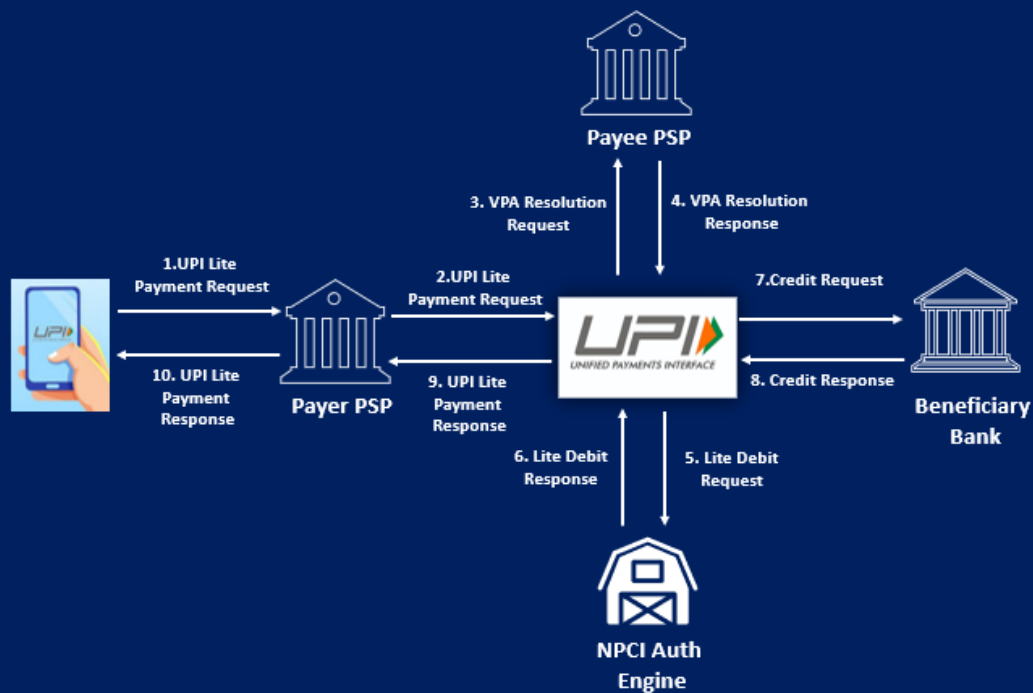 Payee PSP
3. VPA Resolution
Request
4. VPA Resolution
Response
1.UPI Lite
Payment Request
2.UPI Lite
Payment Request
7.Credit Request
UPI
UPI
UNIFIED PAYMENTS INTERFACE
10. UPI Lite
Payment
Response
Payer PSP
9. UPI Lite
Payment
Response
8. Credit Response
Beneficiary
Bank
6. Lite Debit
Response
5. Lite Debit
Request
NPCI Auth
Engine